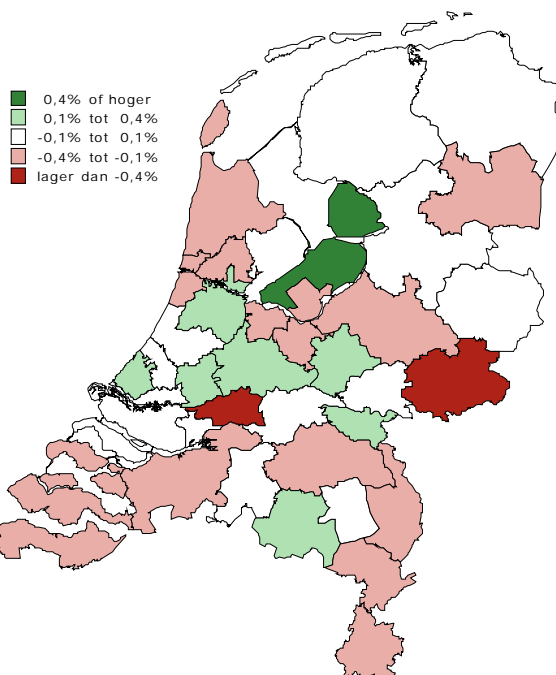 0,4% of hoger
0,1% tot 0,4%
-0,1% tot 0,1%
-0,4% tot -0,1%
lager dan -0,4%